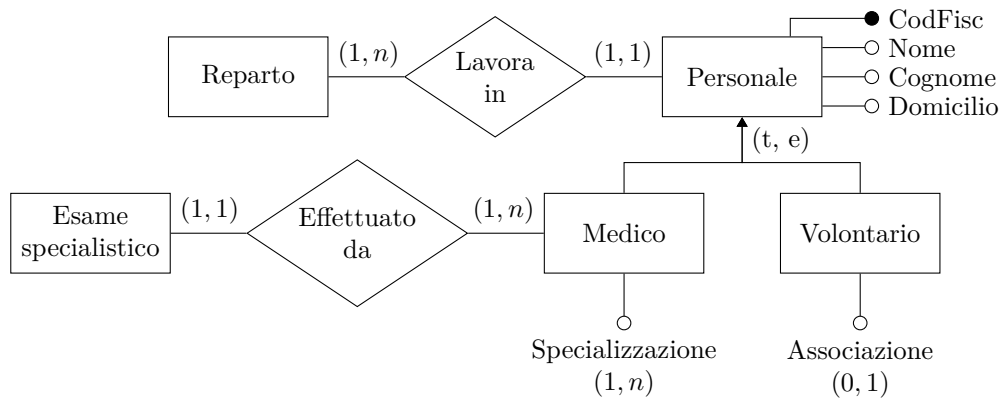 CodFisc
Nome
Cognome
Domicilio
Reparto
(1, n)
Lavora
in
(1, 1)
Personale
(t, e)
Esame
specialistico
(1, 1)
Effettuato
da
(1, n)
Medico
Volontario
Specializzazione
(1, n)
Associazione
(0, 1)